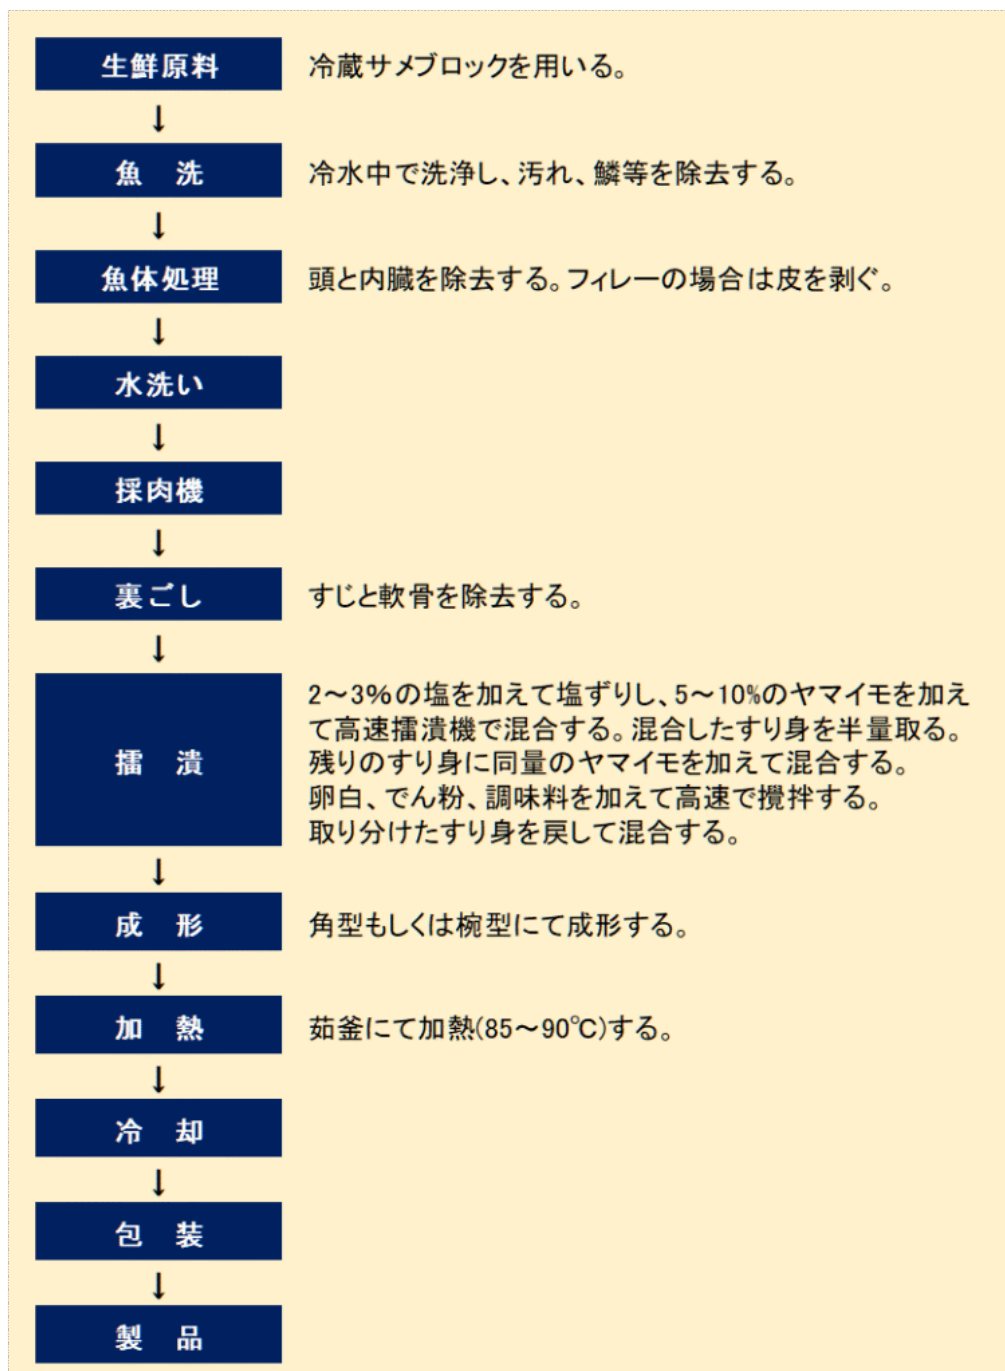 生鮮原料 冷蔵サメブロックを用いる。
↓
魚 洗 冷水中で洗浄し、汚れ、鱗等を除去する。
↓
魚体処理 頭と内臓を除去する。フィレーの場合は皮を剥ぐ。
↓
水洗い
↓
採肉機
↓
裏ごし すじと軟骨を除去する。
↓
擂 潰
2~3%の塩を加えて塩ずりし、5~10%のヤマイモを加え
て高速擂潰機で混合する。混合したすり身を半量取る。
残りのすり身に同量のヤマイモを加えて混合する。
卵白、でん粉、調味料を加えて高速で攪拌する。
取り分けたすり身を戻して混合する。
↓
成 形 角型もしくは椀型にて成形する。
↓
加 熱 茹釜にて加熱(85~90℃)する。
↓
冷 却
↓
包 装
↓
製 品